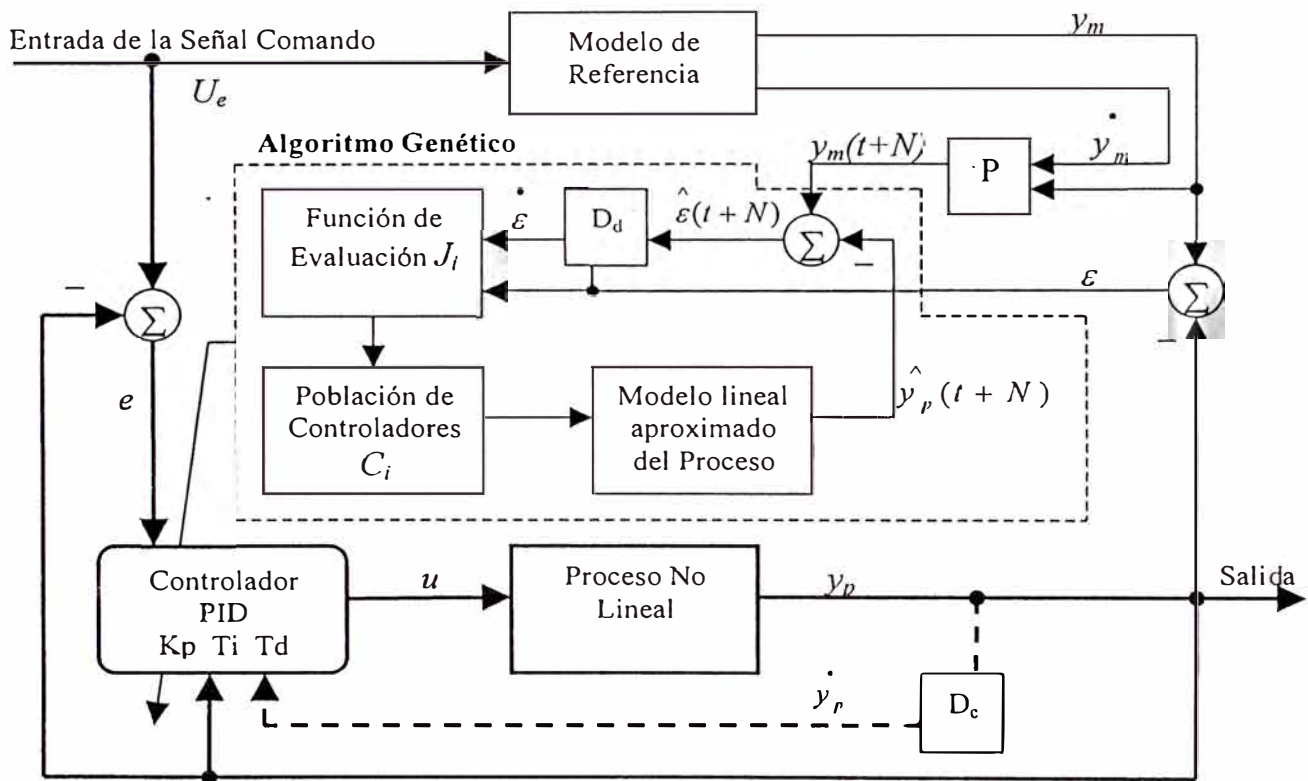 Entrada de la Señal Comando
U_e
Modelo de
Referencia
y_m
ẏ_m
P
y_m(t+N)
Algoritmo Genético
Función de
Evaluación J_i
ε̇
D_d
ε̂(t + N)
Σ
−
ε
Σ
−
−
Σ
e
Población de
Controladores
C_i
Modelo lineal
aproximado
del Proceso
ŷ_p (t + N)
Controlador
PID
Kp Ti Td
u
Proceso No
Lineal
y_p
Salida
ẏ_p
D_c